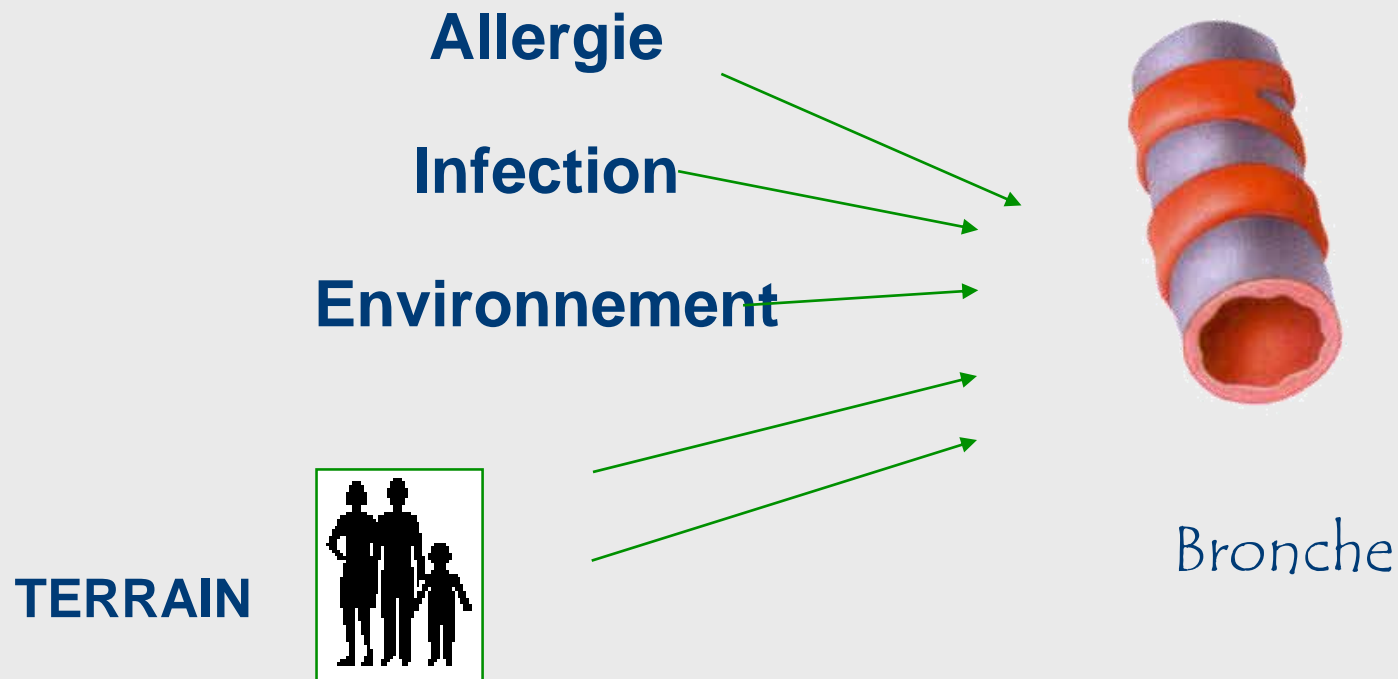 Allergie
Infection
Environnement
Bronche
TERRAIN